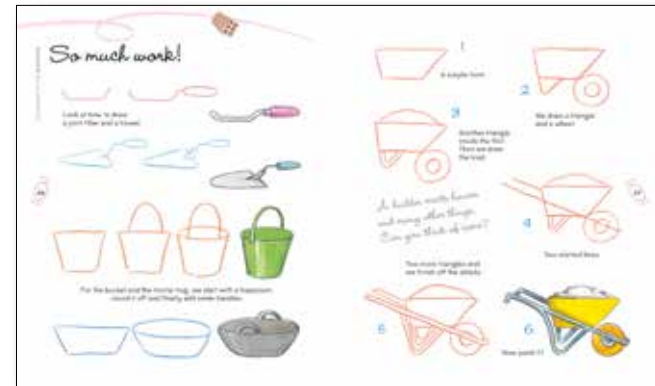 So much work!
Look at how to draw
a joint filler and a trowel.
For the bucket and the mortar mug, we start with a trapezium,
round it off and finally add some handles.
1
A simple form.
2
We draw a triangle
and a wheel.
3
Another triangle
inside the first.
Then we draw
the load.
A builder needs houses
and many other things.
Can you think of some?
4
Two slanted lines.
Two more triangles and
we finish off the details.
5
6
Now paint it!